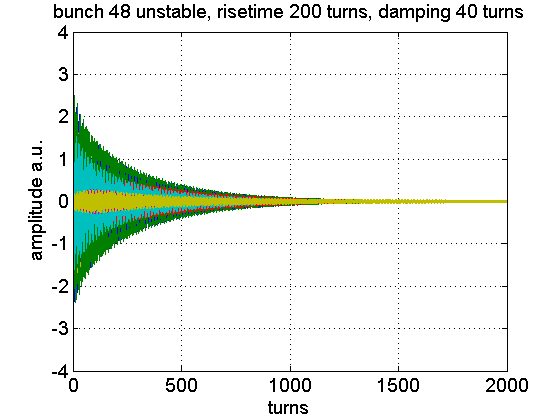 bunch 48 unstable, risetime 200 turns, damping 40 turns
4
3
2
1
0
-1
-2
-3
-4
amplitude a.u.
0 500 1000 1500 2000
turns